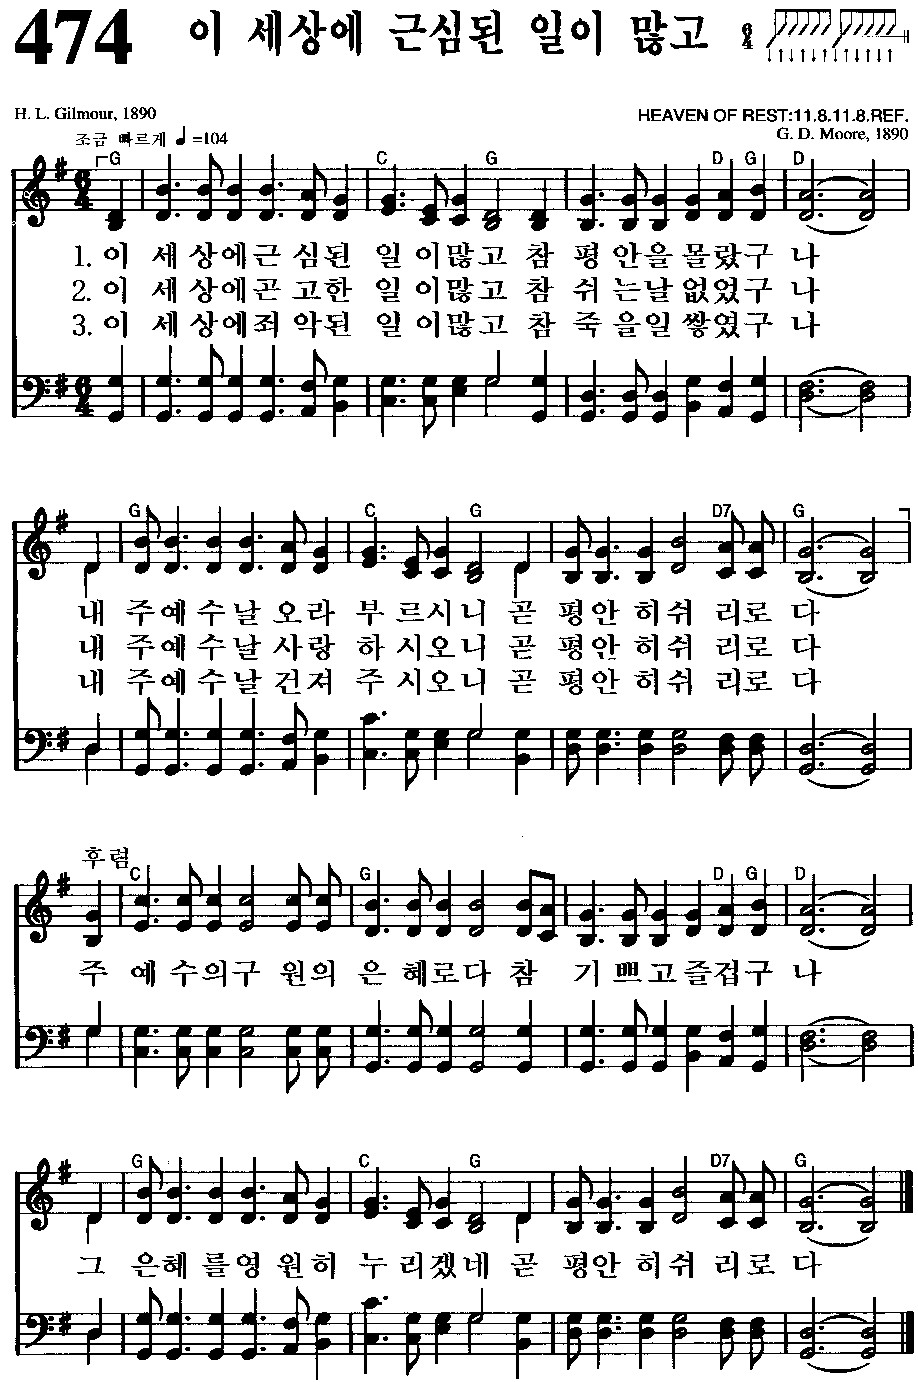 474 이 세상에 근심된 일이 많고 6/4
H. L. Gilmour, 1890
HEAVEN OF REST:11.8.11.8.REF.
G. D. Moore, 1890
조금 빠르게 ♩=104
G C G D G D
1. 이 세 상에근 심된 일 이많고 참 평 안을몰랐구 나
2. 이 세 상에곤 고한 일 이많고 참 쉬 는날없었구 나
3. 이 세 상에죄 악된 일 이많고 참 죽 을일쌓였구 나
G C G D7 G
내 주예 수날 오라 부르시니 곧 평안 히쉬 리로 다
내 주예 수날 사랑 하시오니 곧 평안 히쉬 리로 다
내 주예 수날 건져 주시오니 곧 평안 히쉬 리로 다
후렴
C G D G D
주 예 수의구 원의 은 혜로다 참 기 쁘고즐겁구 나
G C G D7 G
그 은혜 를영 원히 누리겠네 곧 평안 히쉬 리로 다